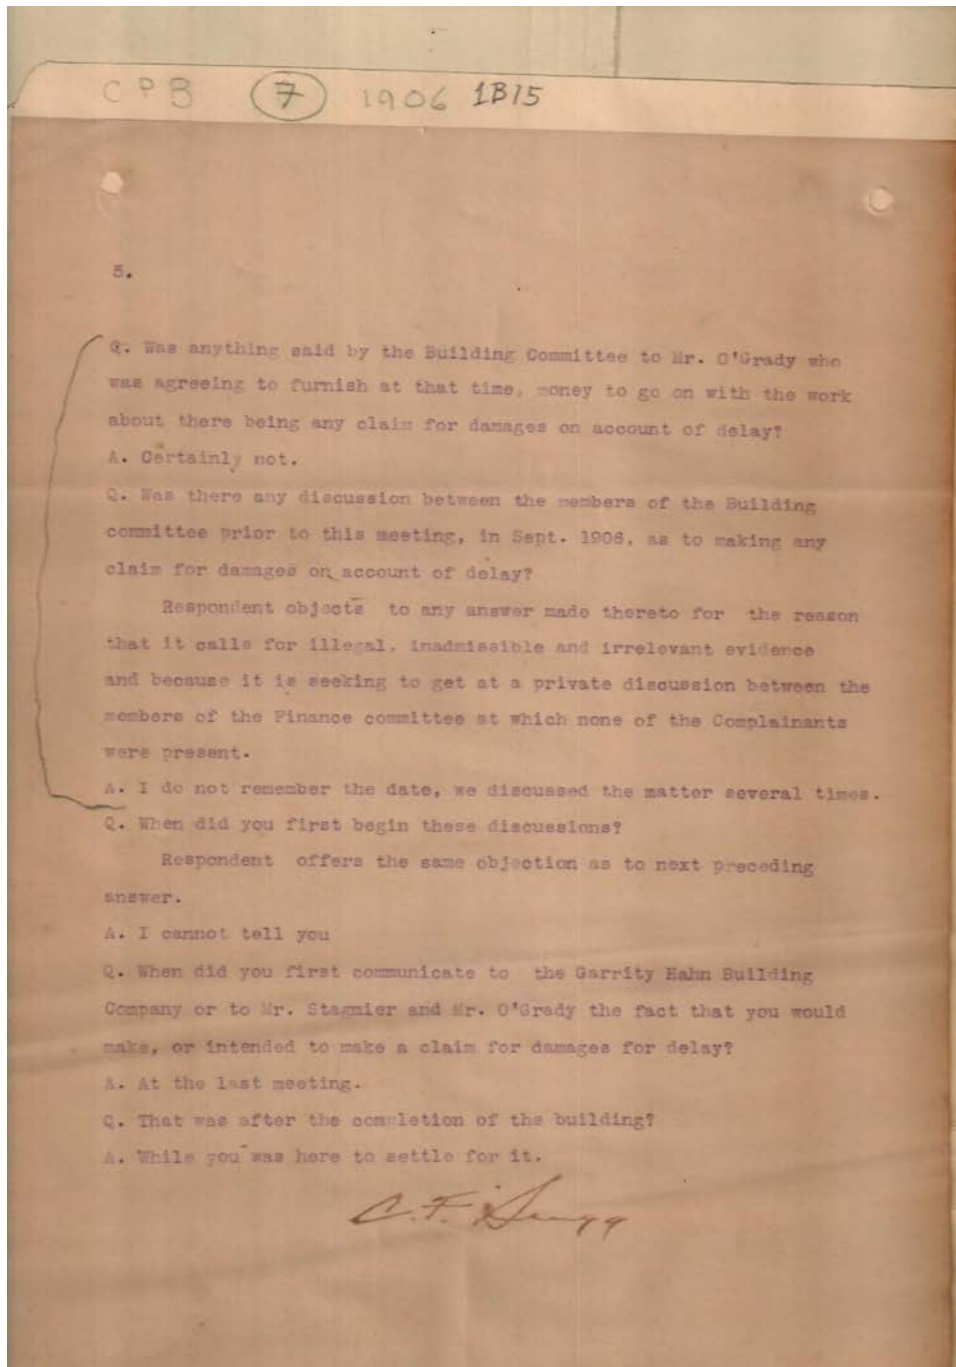 CPB 7 1906 1B15
5.
Q. Was anything said by the Building Committee to Mr. O'Grady who
was agreeing to furnish at that time, money to go on with the work
about there being any claim for damages on account of delay?
A. Certainly not.
Q. Was there any discussion between the members of the Building
committee prior to this meeting, in Sept. 1906, as to making any
claim for damages on account of delay?
Respondent objects to any answer made thereto for the reason
that it calls for illegal, inadmissible and irrelevant evidence
and because it is seeking to get at a private discussion between the
members of the Finance committee at which none of the Complainants
were present.
A. I do not remember the date, we discussed the matter several times.
Q. When did you first begin these discussions?
Respondent offers the same objection as to next preceding
answer.
A. I cannot tell you
Q. When did you first communicate to the Garrity Hahn Building
Company or to Mr. Stagmier and Mr. O'Grady the fact that you would
make, or intended to make a claim for damages for delay?
A. At the last meeting.
Q. That was after the completion of the building?
A. While you was here to settle for it.
C. F.